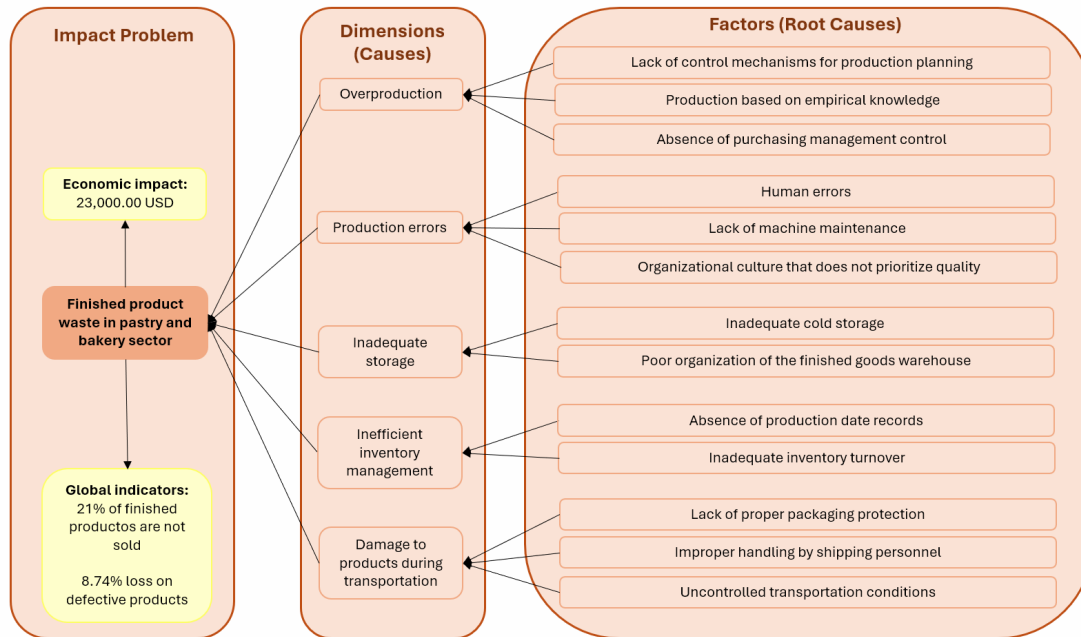 Impact Problem
Economic impact:
23,000.00 USD
Finished product
waste in pastry and
bakery sector
Global indicators:
21% of finished
productos are not
sold
8.74% loss on
defective products
Dimensions
(Causes)
Overproduction
Production errors
Inadequate
storage
Inefficient
inventory
management
Damage to
products during
transportation
Factors (Root Causes)
Lack of control mechanisms for production planning
Production based on empirical knowledge
Absence of purchasing management control
Human errors
Lack of machine maintenance
Organizational culture that does not prioritize quality
Inadequate cold storage
Poor organization of the finished goods warehouse
Absence of production date records
Inadequate inventory turnover
Lack of proper packaging protection
Improper handling by shipping personnel
Uncontrolled transportation conditions